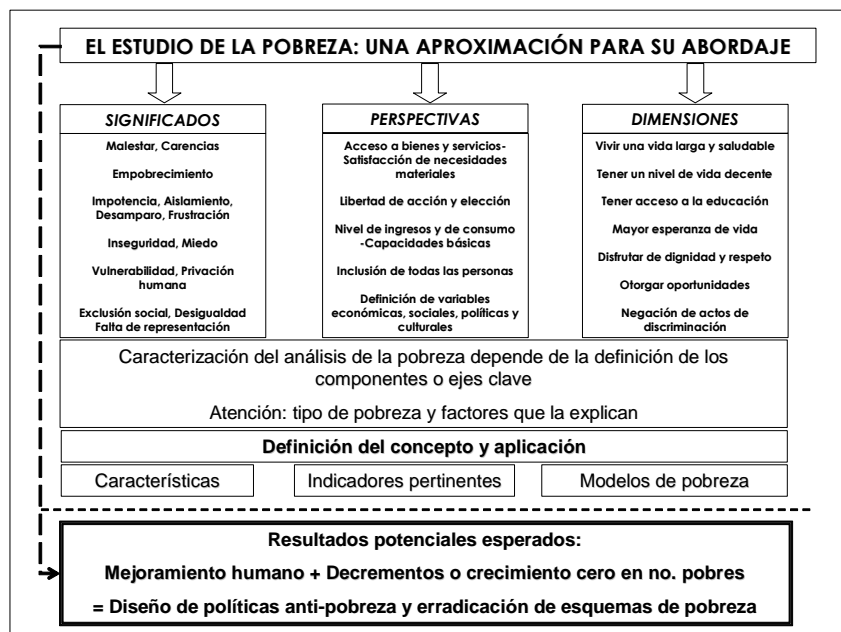 EL ESTUDIO DE LA POBREZA: UNA APROXIMACIÓN PARA SU ABORDAJE
SIGNIFICADOS
Malestar, Carencias
Empobrecimiento
Impotencia, Aislamiento,
Desamparo, Frustración
Inseguridad, Miedo
Vulnerabilidad, Privación
humana
Exclusión social, Desigualdad
Falta de representación
PERSPECTIVAS
Acceso a bienes y servicios-
Satisfacción de necesidades
materiales
Libertad de acción y elección
Nivel de ingresos y de consumo
-Capacidades básicas
Inclusión de todas las personas
Definición de variables
económicas, sociales, políticas y
culturales
DIMENSIONES
Vivir una vida larga y saludable
Tener un nivel de vida decente
Tener acceso a la educación
Mayor esperanza de vida
Disfrutar de dignidad y respeto
Otorgar oportunidades
Negación de actos de
discriminación
Caracterización del análisis de la pobreza depende de la definición de los
componentes o ejes clave
Atención: tipo de pobreza y factores que la explican
Definición del concepto y aplicación
Características
Indicadores pertinentes
Modelos de pobreza
Resultados potenciales esperados:
Mejoramiento humano + Decrementos o crecimiento cero en no. pobres
= Diseño de políticas anti-pobreza y erradicación de esquemas de pobreza